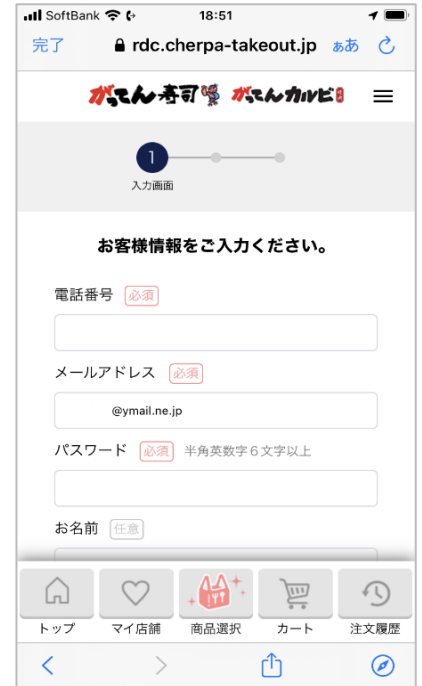 SoftBank 18:51
完了 rdc.cherpa-takeout.jp ああ
がってん寿司 がってんカルビ
1
入力画面
お客様情報をご入力ください。
電話番号 必須
メールアドレス 必須
@ymail.ne.jp
パスワード 必須 半角英数字6文字以上
お名前 任意
トップ マイ店舗 商品選択 カート 注文履歴